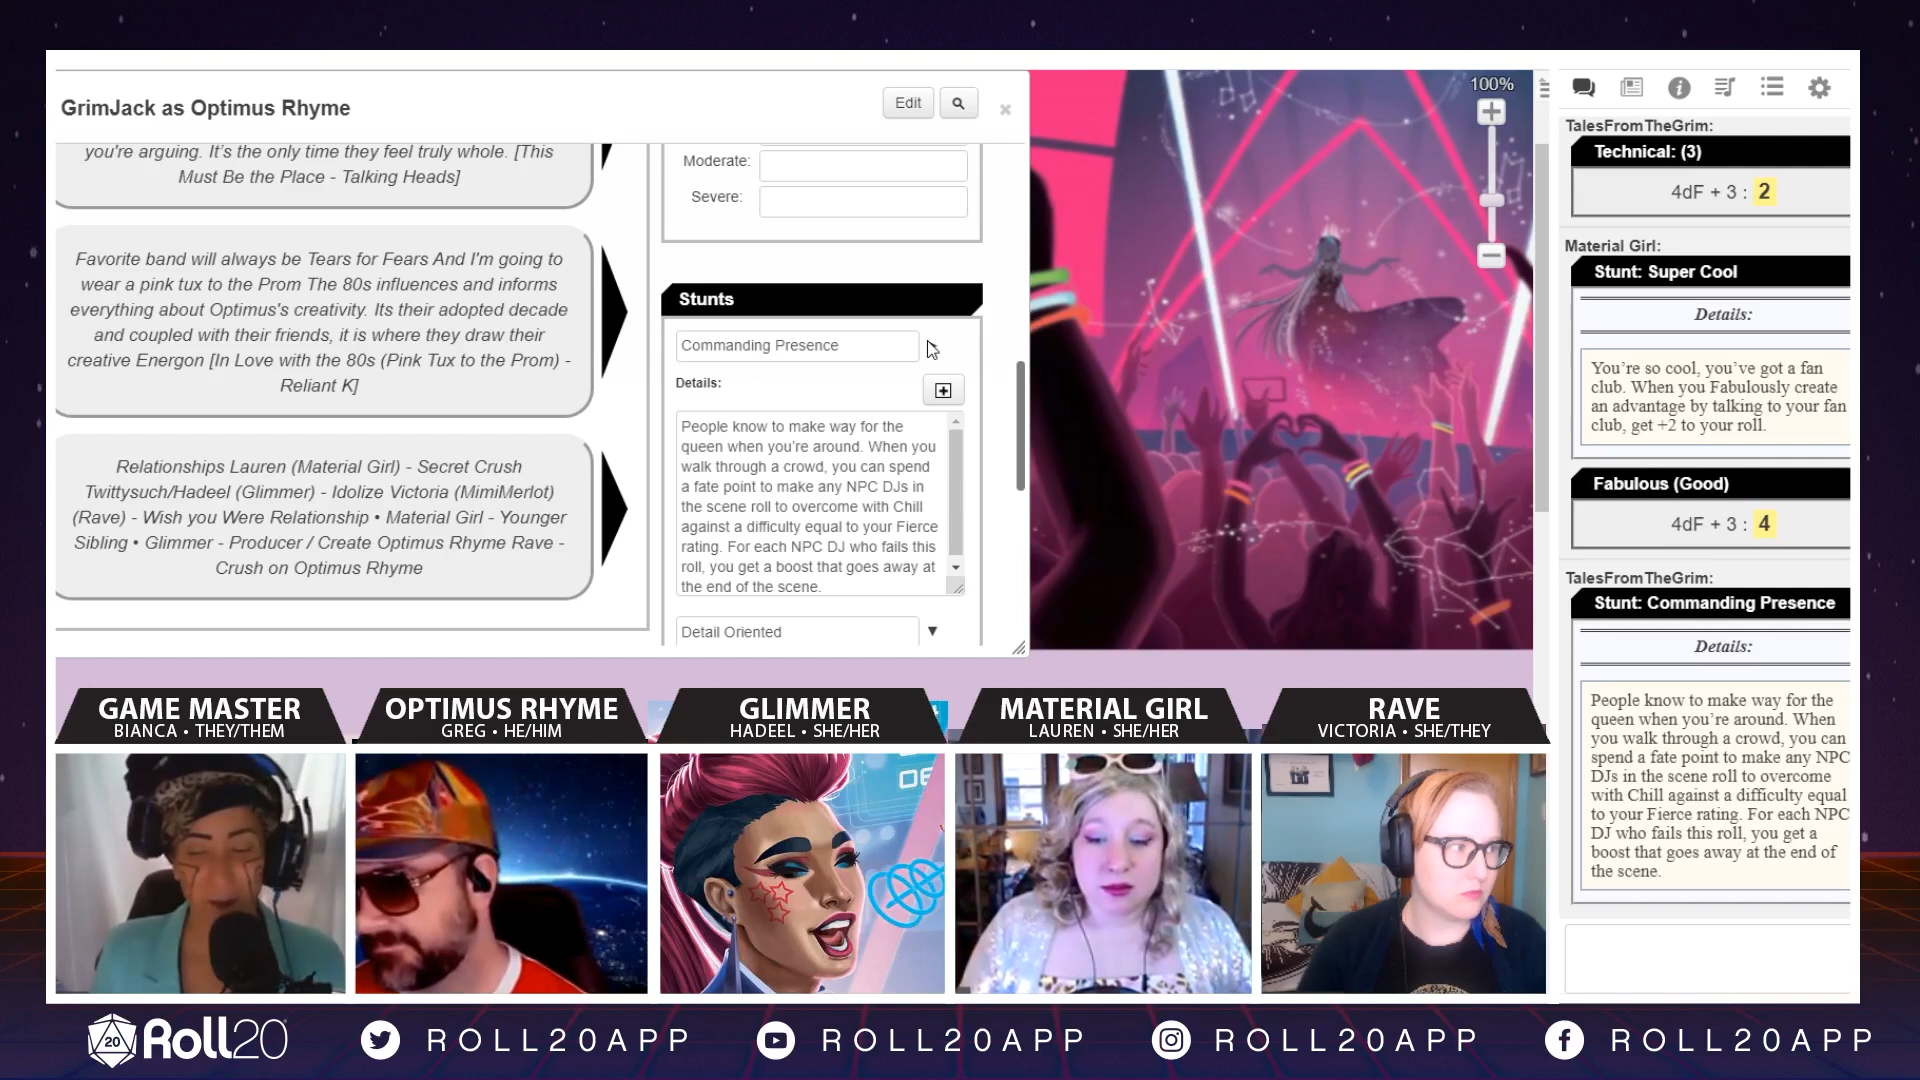 GrimJack as Optimus Rhyme
Edit
you're arguing. It's the only time they feel truly whole. [This
Must Be the Place - Talking Heads]
Favorite band will always be Tears for Fears And I'm going to
wear a pink tux to the Prom The 80s influences and informs
everything about Optimus's creativity. Its their adopted decade
and coupled with their friends, it is where they draw their
creative Energon [In Love with the 80s (Pink Tux to the Prom) -
Reliant K]
Relationships Lauren (Material Girl) - Secret Crush
Twittysuch/Hadeel (Glimmer) - Idolize Victoria (MimiMerlot)
(Rave) - Wish you Were Relationship • Material Girl - Younger
Sibling • Glimmer - Producer / Create Optimus Rhyme Rave -
Crush on Optimus Rhyme
Moderate:
Severe:
Stunts
Commanding Presence
Details:
People know to make way for the
queen when you're around. When you
walk through a crowd, you can spend
a fate point to make any NPC DJs in
the scene roll to overcome with Chill
against a difficulty equal to your Fierce
rating. For each NPC DJ who fails this
roll, you get a boost that goes away at
the end of the scene.
Detail Oriented
100%
TalesFromTheGrim:
Technical: (3)
4dF + 3 : 2
Material Girl:
Stunt: Super Cool
Details:
You're so cool, you've got a fan
club. When you Fabulously create
an advantage by talking to your fan
club, get +2 to your roll.
Fabulous (Good)
4dF + 3 : 4
TalesFromTheGrim:
Stunt: Commanding Presence
Details:
People know to make way for the
queen when you're around. When
you walk through a crowd, you can
spend a fate point to make any NPC
DJs in the scene roll to overcome
with Chill against a difficulty equal
to your Fierce rating. For each NPC
DJ who fails this roll, you get a
boost that goes away at the end of
the scene.
GAME MASTER
BIANCA • THEY/THEM
OPTIMUS RHYME
GREG • HE/HIM
GLIMMER
HADEEL • SHE/HER
MATERIAL GIRL
LAUREN • SHE/HER
RAVE
VICTORIA • SHE/THEY
20
Roll20
ROLL20APP
ROLL20APP
ROLL20APP
ROLL20APP